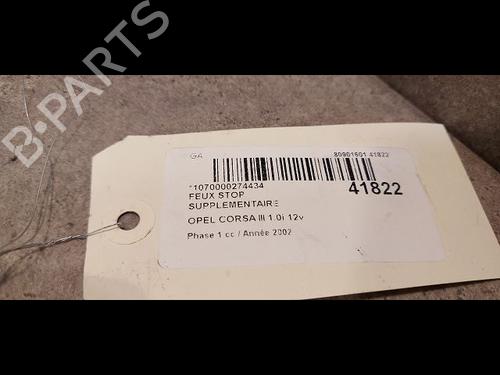 B-PARTS
GA
80901601 41822
*1070000274434
41822
FEUX STOP
SUPPLEMENTAIRE
OPEL CORSA III 1.0i 12v
Phase 1 cc / Année 2002